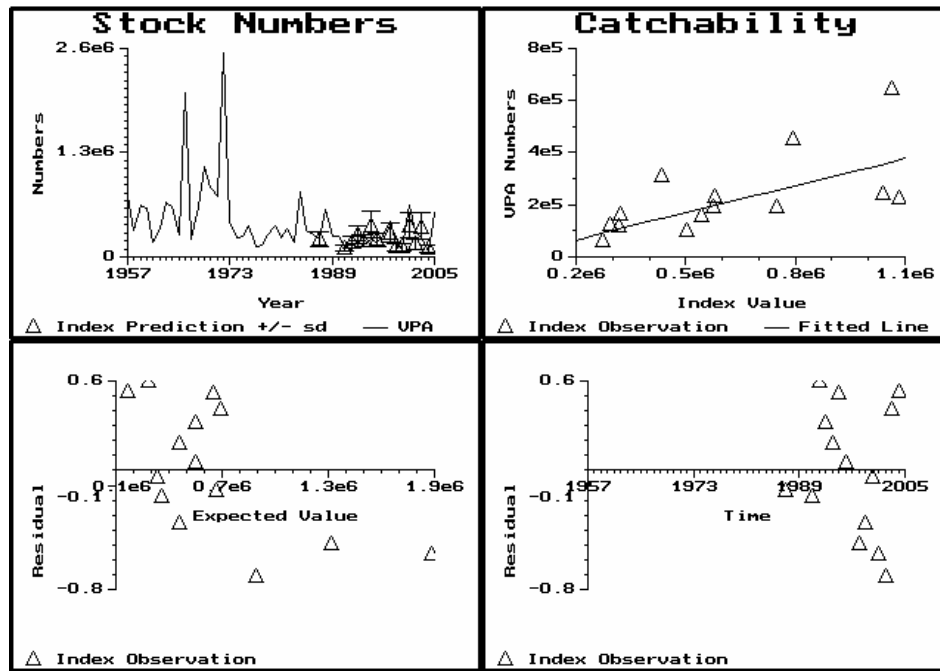 Stock Numbers
2.6e6
1.3e6
0
Numbers
1957 1973 1989 2005
Year
Index Prediction +/- sd VPA
Catchability
8e5
6e5
4e5
2e5
0
VPA Numbers
0.2e6 0.5e6 0.8e6 1.1e6
Index Value
Index Observation Fitted Line
0.6
-0.1
-0.8
Residual
0.1e6 0.7e6 1.3e6 1.9e6
Expected Value
Index Observation
0.6
-0.1
-0.8
Residual
1957 1973 1989 2005
Time
Index Observation